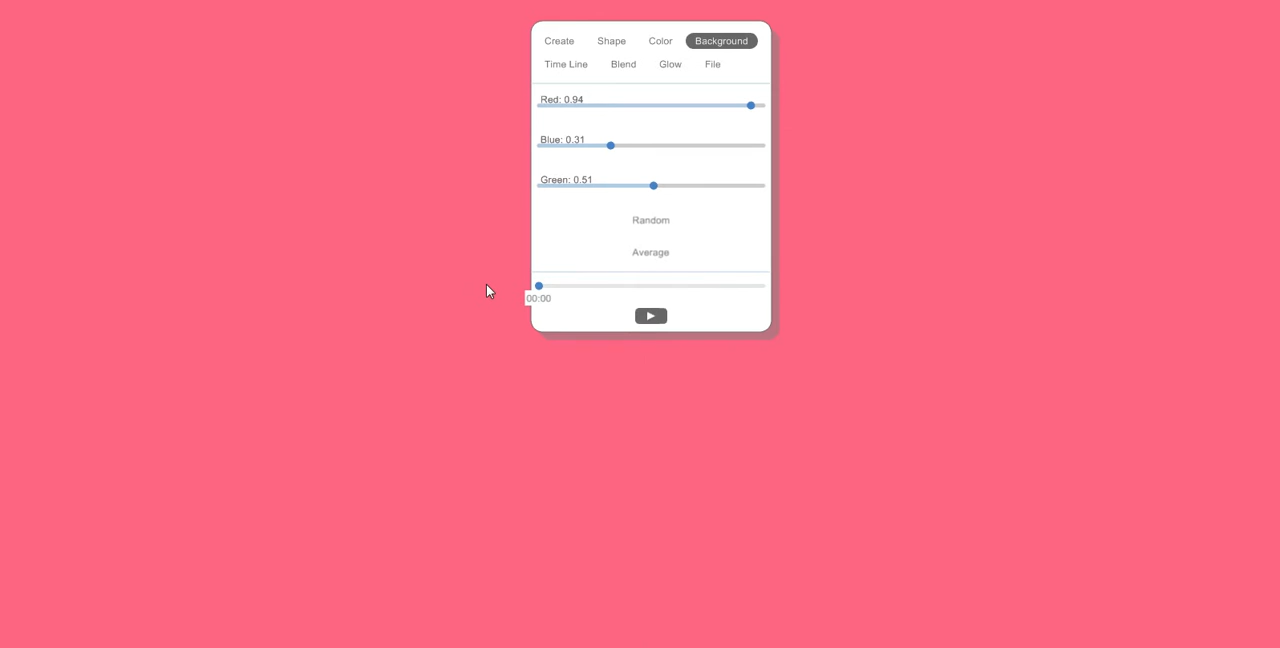 Create Shape Color Background
Time Line Blend Glow File
Red: 0.94
Blue: 0.31
Green: 0.51
Random
Average
00:00